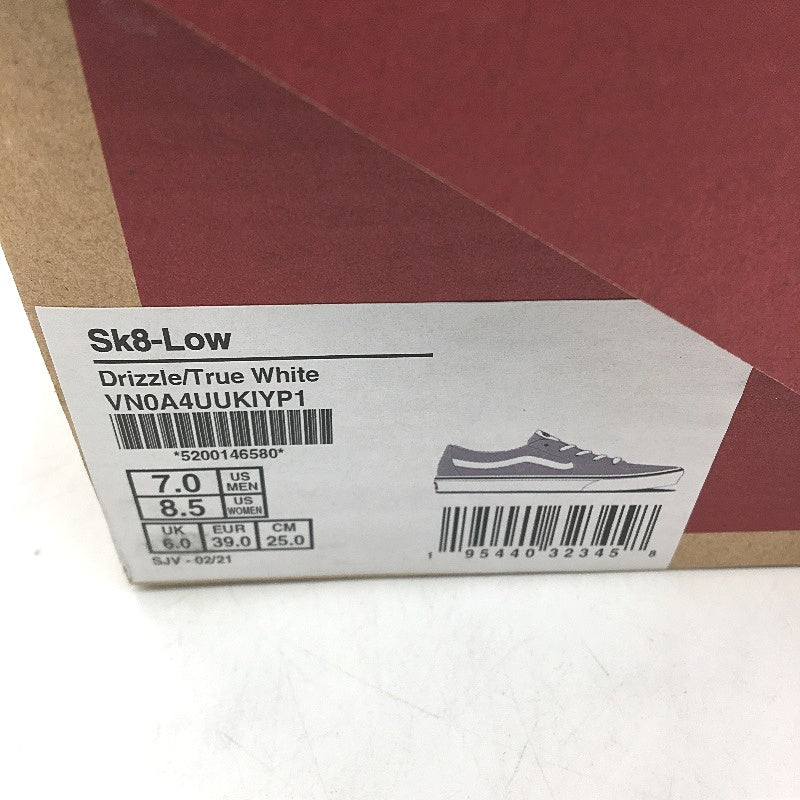 Sk8-Low
Drizzle/True White
VN0A4UUKIYP1
*5200146580*
7.0 US MEN
8.5 US WOMEN
UK EUR CM
6.0 39.0 25.0
SJV - 02/21
1 95440 32345 8